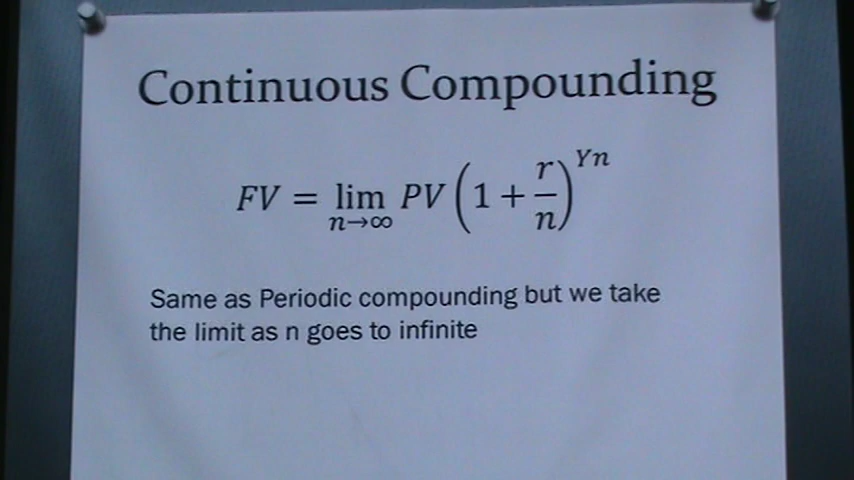 Continuous Compounding
FV = lim n→∞ PV (1 + r/n)^Yn
Same as Periodic compounding but we take
the limit as n goes to infinite